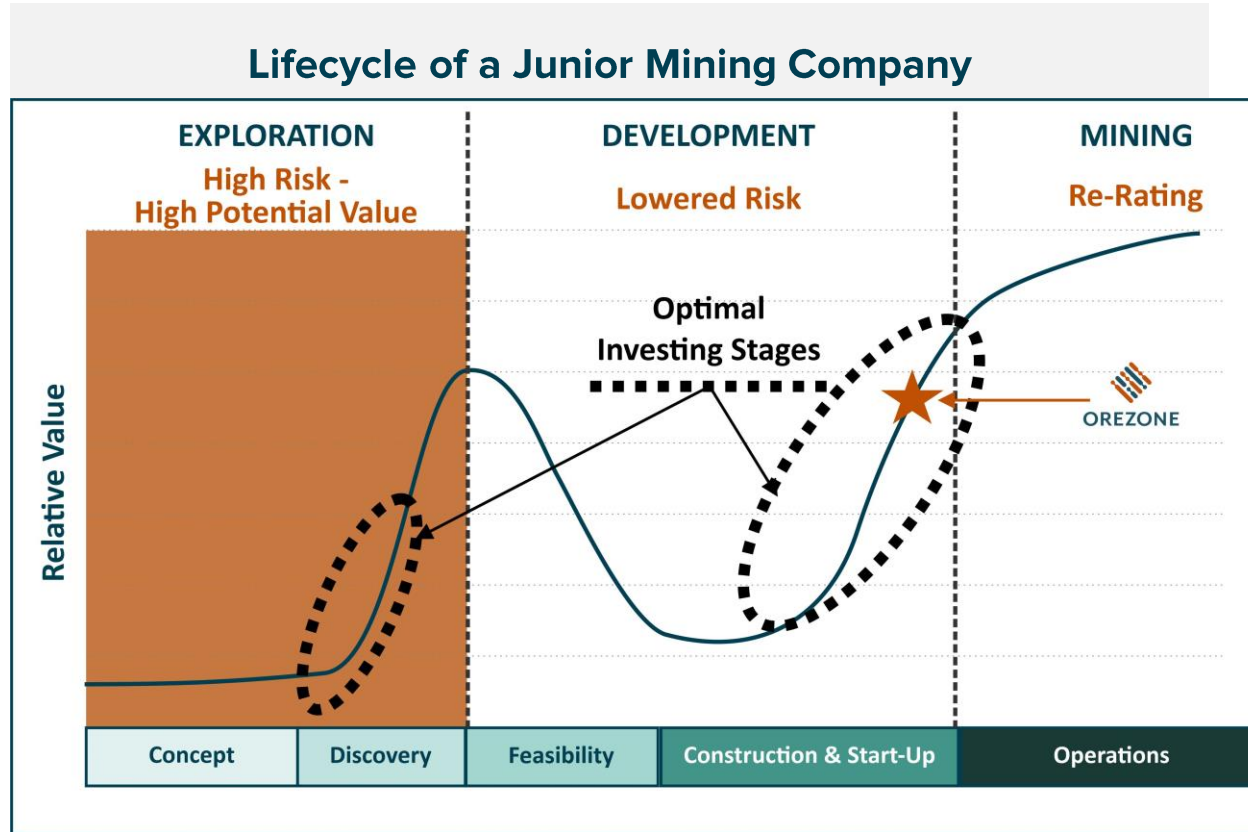 Lifecycle of a Junior Mining Company
EXPLORATION
High Risk -
High Potential Value
DEVELOPMENT
Lowered Risk
MINING
Re-Rating
Optimal
Investing Stages
OREZONE
Relative Value
Concept
Discovery
Feasibility
Construction & Start-Up
Operations